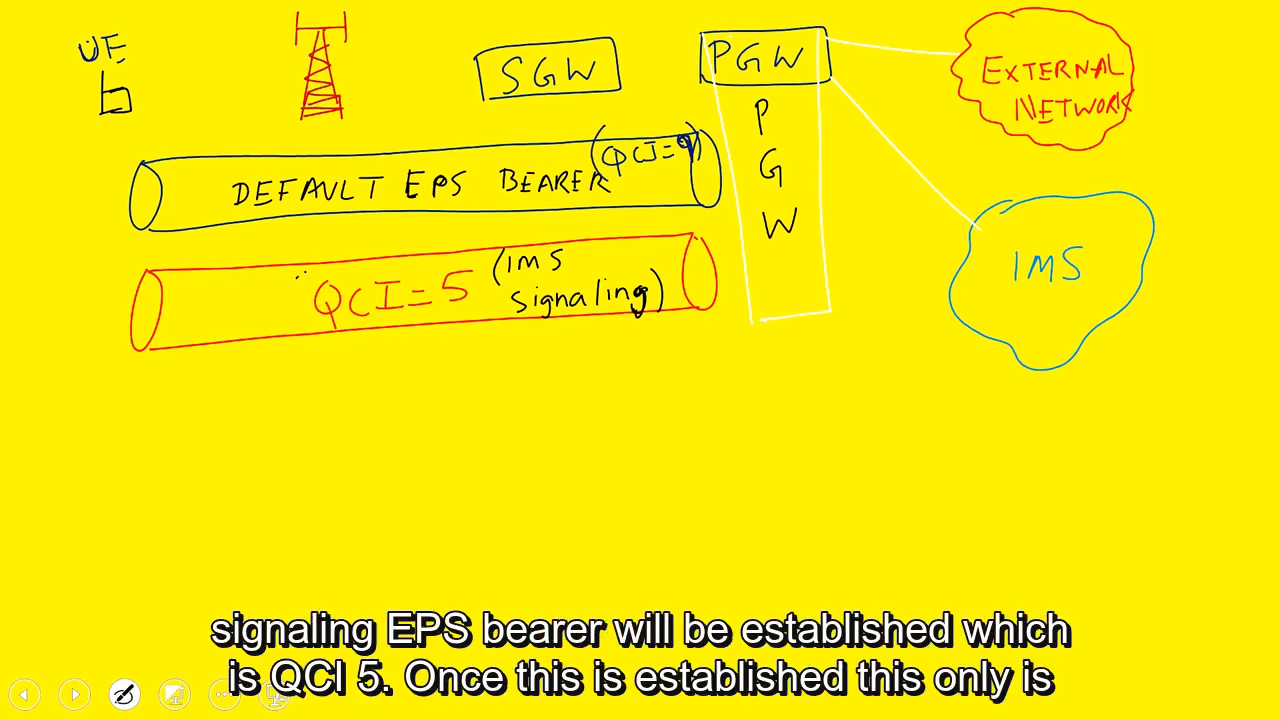 UE
SGW
PGW
EXTERNAL
NETWORK
P
G
W
DEFAULT EPS BEARER (QCI=9)
QCI=5 (IMS
signaling)
IMS
signaling EPS bearer will be established which
is QCI 5. Once this is established this only is